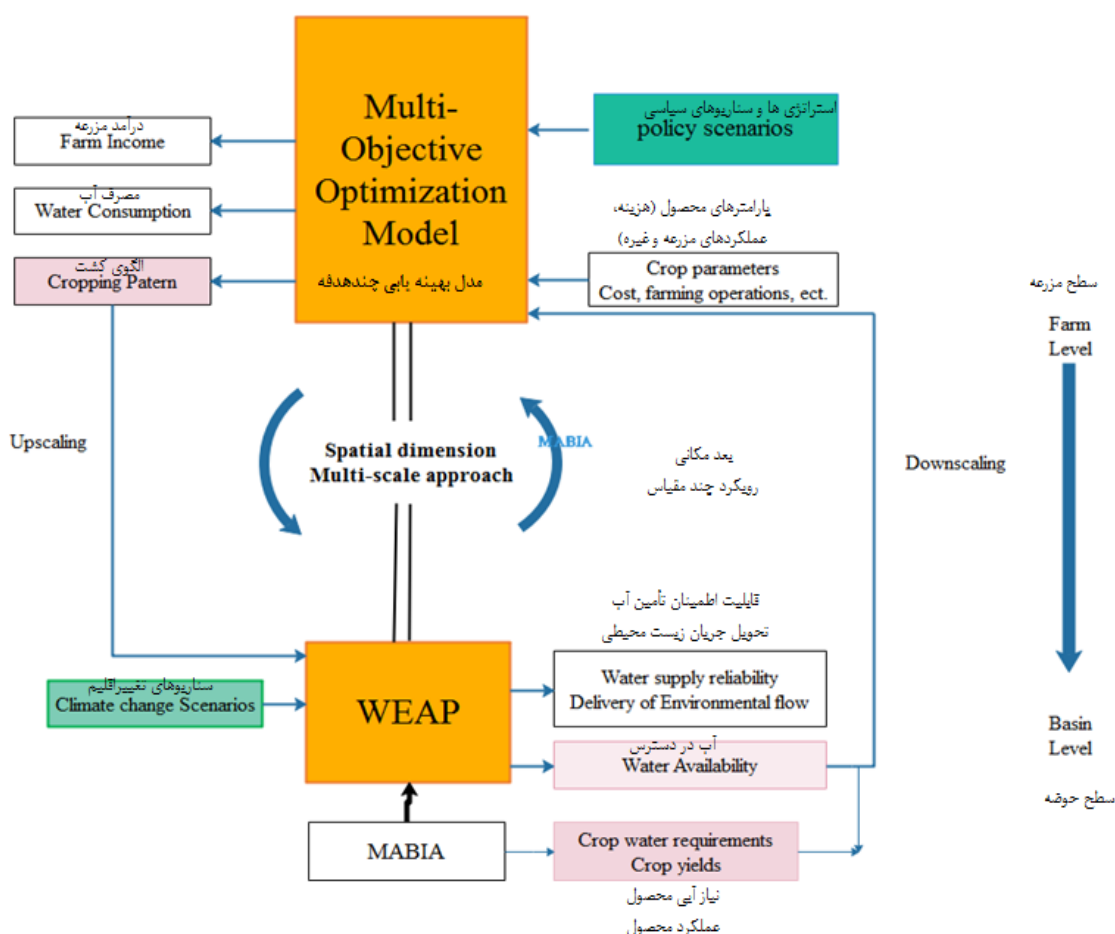 Multi-
Objective
Optimization
Model
مدل بهینه یابی چندهدفه
استراتژی ها و سناریوهای سیاسی
policy scenarios
درآمد مزرعه
Farm Income
مصرف آب
Water Consumption
الگوی کشت
Cropping Patern
پارامترهای محصول (هزینه،
عملکردهای مزرعه و غیره)
Crop parameters
Cost, farming operations, ect.
سطح مزرعه
Farm
Level
Upscaling
Spatial dimension
Multi-scale approach
MABIA
بعد مکانی
رویکرد چند مقیاس
Downscaling
قابلیت اطمینان تأمین آب
تحویل جریان زیست محیطی
Water supply reliability
Delivery of Environmental flow
سناریوهای تغییراقلیم
Climate change Scenarios
WEAP
آب در دسترس
Water Availability
Basin
Level
سطح حوضه
MABIA
Crop water requirements
Crop yields
نیاز آبی محصول
عملکرد محصول